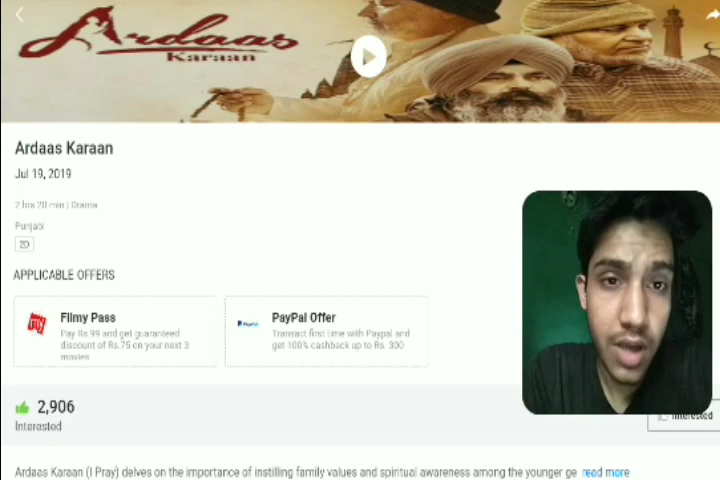 Ardaas
Karaan
Ardaas Karaan
Jul 19, 2019
2 hrs 20 min | Drama
Punjabi
2D
APPLICABLE OFFERS
Filmy Pass
Pay Rs.99 and get guaranteed
discount of Rs.75 on your next 3
movies
PayPal Offer
PayPal
Transact first time with Paypal and
get 100% cashback up to Rs. 300
2,906
Interested
Interested
Ardaas Karaan (I Pray) delves on the importance of instilling family values and spiritual awareness among the younger ge read more